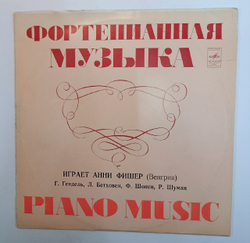 ФОРТЕПИАННАЯ
МУЗЫКА
ИГРАЕТ АННИ ФИШЕР (Венгрия)
Г. Гендель, Л. Бетховен, Ф. Шопен, Р. Шуман
PIANO MUSIC